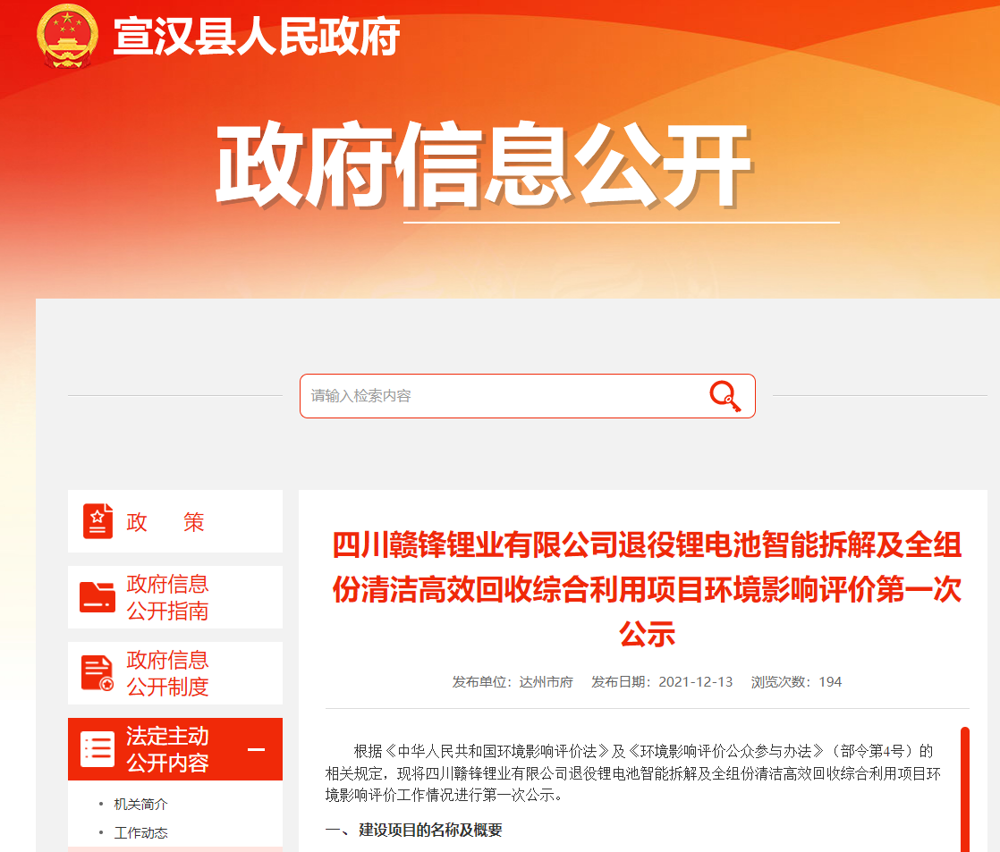 宣汉县人民政府
政府信息公开
请输入检索内容
政 策
政府信息
公开指南
政府信息
公开制度
法定主动
公开内容
• 机关简介
• 工作动态
四川赣锋锂业有限公司退役锂电池智能拆解及全组
份清洁高效回收综合利用项目环境影响评价第一次
公示
发布单位：达州市府 发布日期：2021-12-13 浏览次数：194
根据《中华人民共和国环境影响评价法》及《环境影响评价公众参与办法》（部令第4号）的
相关规定，现将四川赣锋锂业有限公司退役锂电池智能拆解及全组份清洁高效回收综合利用项目环
境影响评价工作情况进行第一次公示。
一、 建设项目的名称及概要